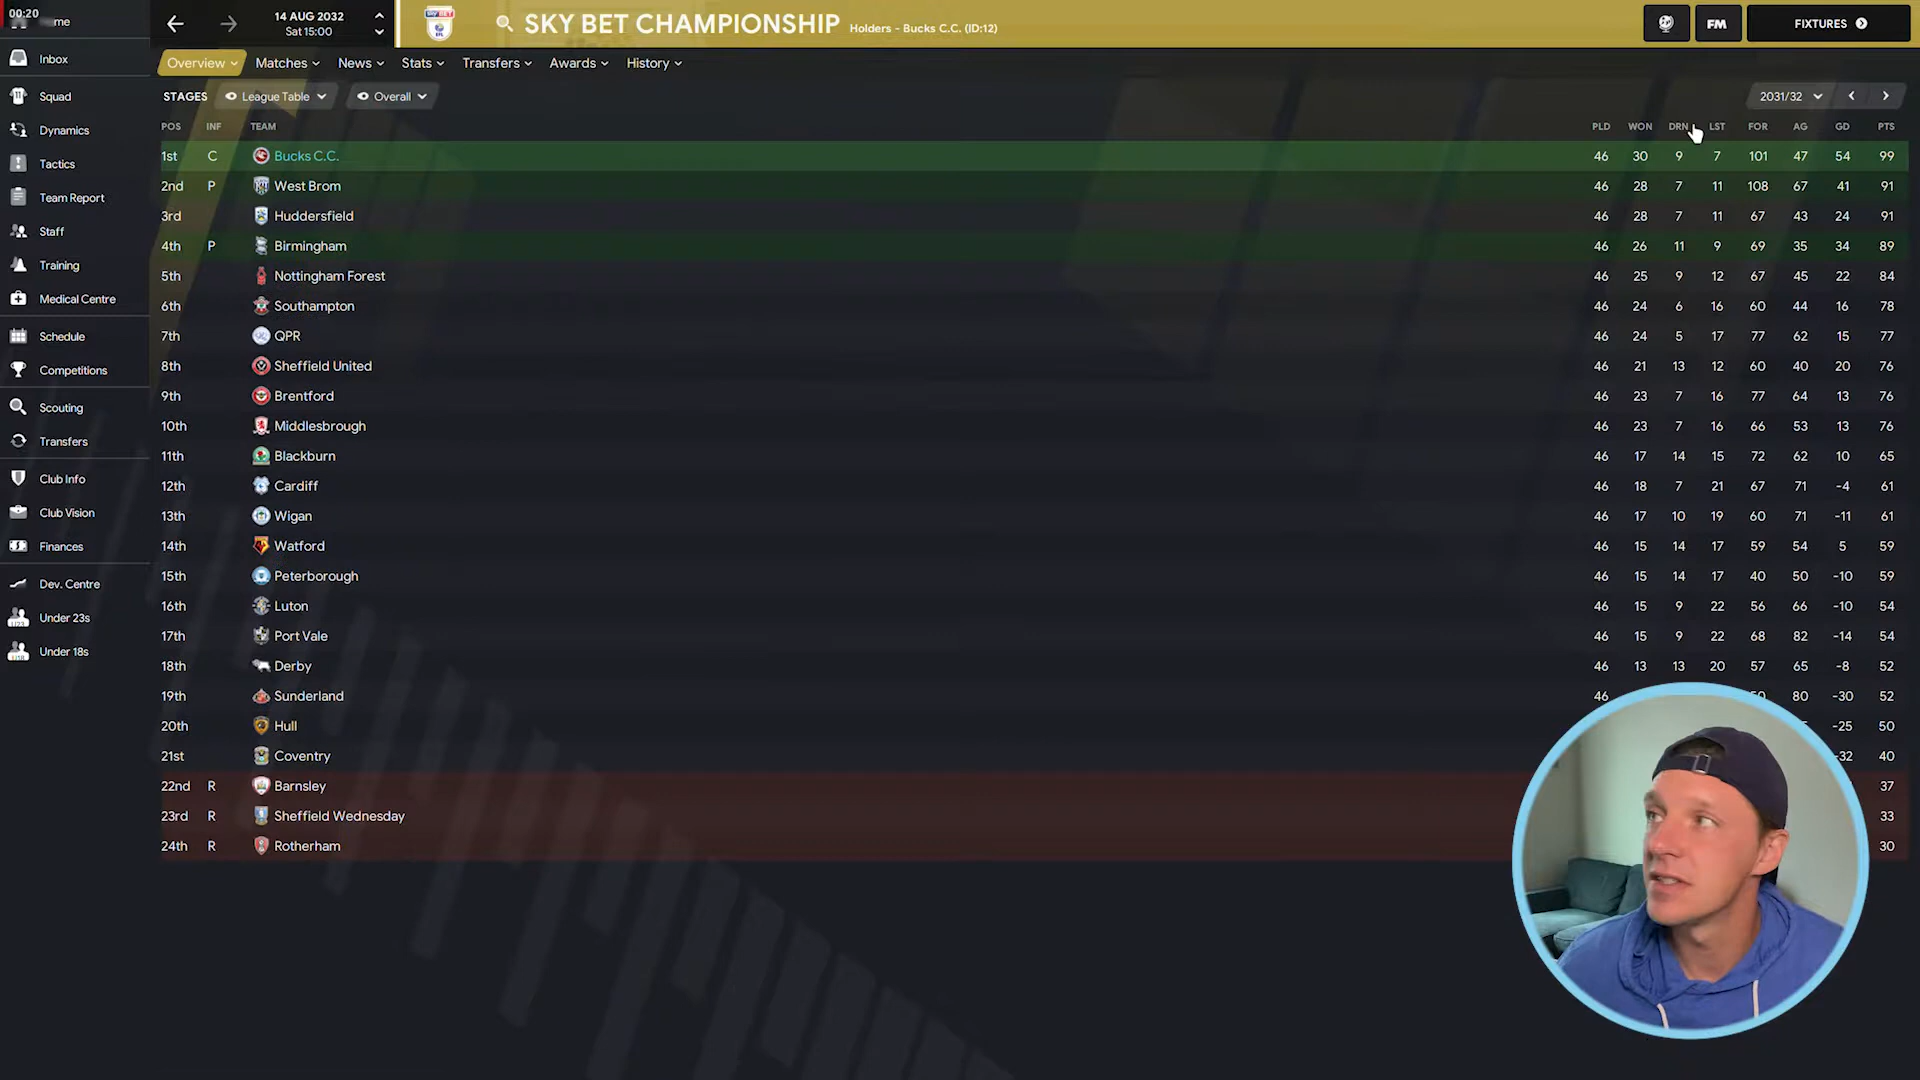 00:20
14 AUG 2032
Sat 15:00
SKY BET CHAMPIONSHIP
Holders - Bucks C.C. (ID:12)
FM
FIXTURES
Inbox
Squad
Dynamics
Tactics
Team Report
Staff
Training
Medical Centre
Schedule
Competitions
Scouting
Transfers
Club Info
Club Vision
Finances
Dev. Centre
Under 23s
Under 18s
Overview Matches News Stats Transfers Awards History
STAGES League Table Overall 2031/32
POS INF TEAM PLD WON DRN LST FOR AG GD PTS
1st C Bucks C.C. 46 30 9 7 101 47 54 99
2nd P West Brom 46 28 7 11 108 67 41 91
3rd Huddersfield 46 28 7 11 67 43 24 91
4th P Birmingham 46 26 11 9 69 35 34 89
5th Nottingham Forest 46 25 9 12 67 45 22 84
6th Southampton 46 24 6 16 60 44 16 78
7th QPR 46 24 5 17 77 62 15 77
8th Sheffield United 46 21 13 12 60 40 20 76
9th Brentford 46 23 7 16 77 64 13 76
10th Middlesbrough 46 23 7 16 66 53 13 76
11th Blackburn 46 17 14 15 72 62 10 65
12th Cardiff 46 18 7 21 67 71 -4 61
13th Wigan 46 17 10 19 60 71 -11 61
14th Watford 46 15 14 17 59 54 5 59
15th Peterborough 46 15 14 17 40 50 -10 59
16th Luton 46 15 9 22 56 66 -10 54
17th Port Vale 46 15 9 22 68 82 -14 54
18th Derby 46 13 13 20 57 65 -8 52
19th Sunderland 46 80 -30 52
20th Hull -25 50
21st Coventry -32 40
22nd R Barnsley 37
23rd R Sheffield Wednesday 33
24th R Rotherham 30